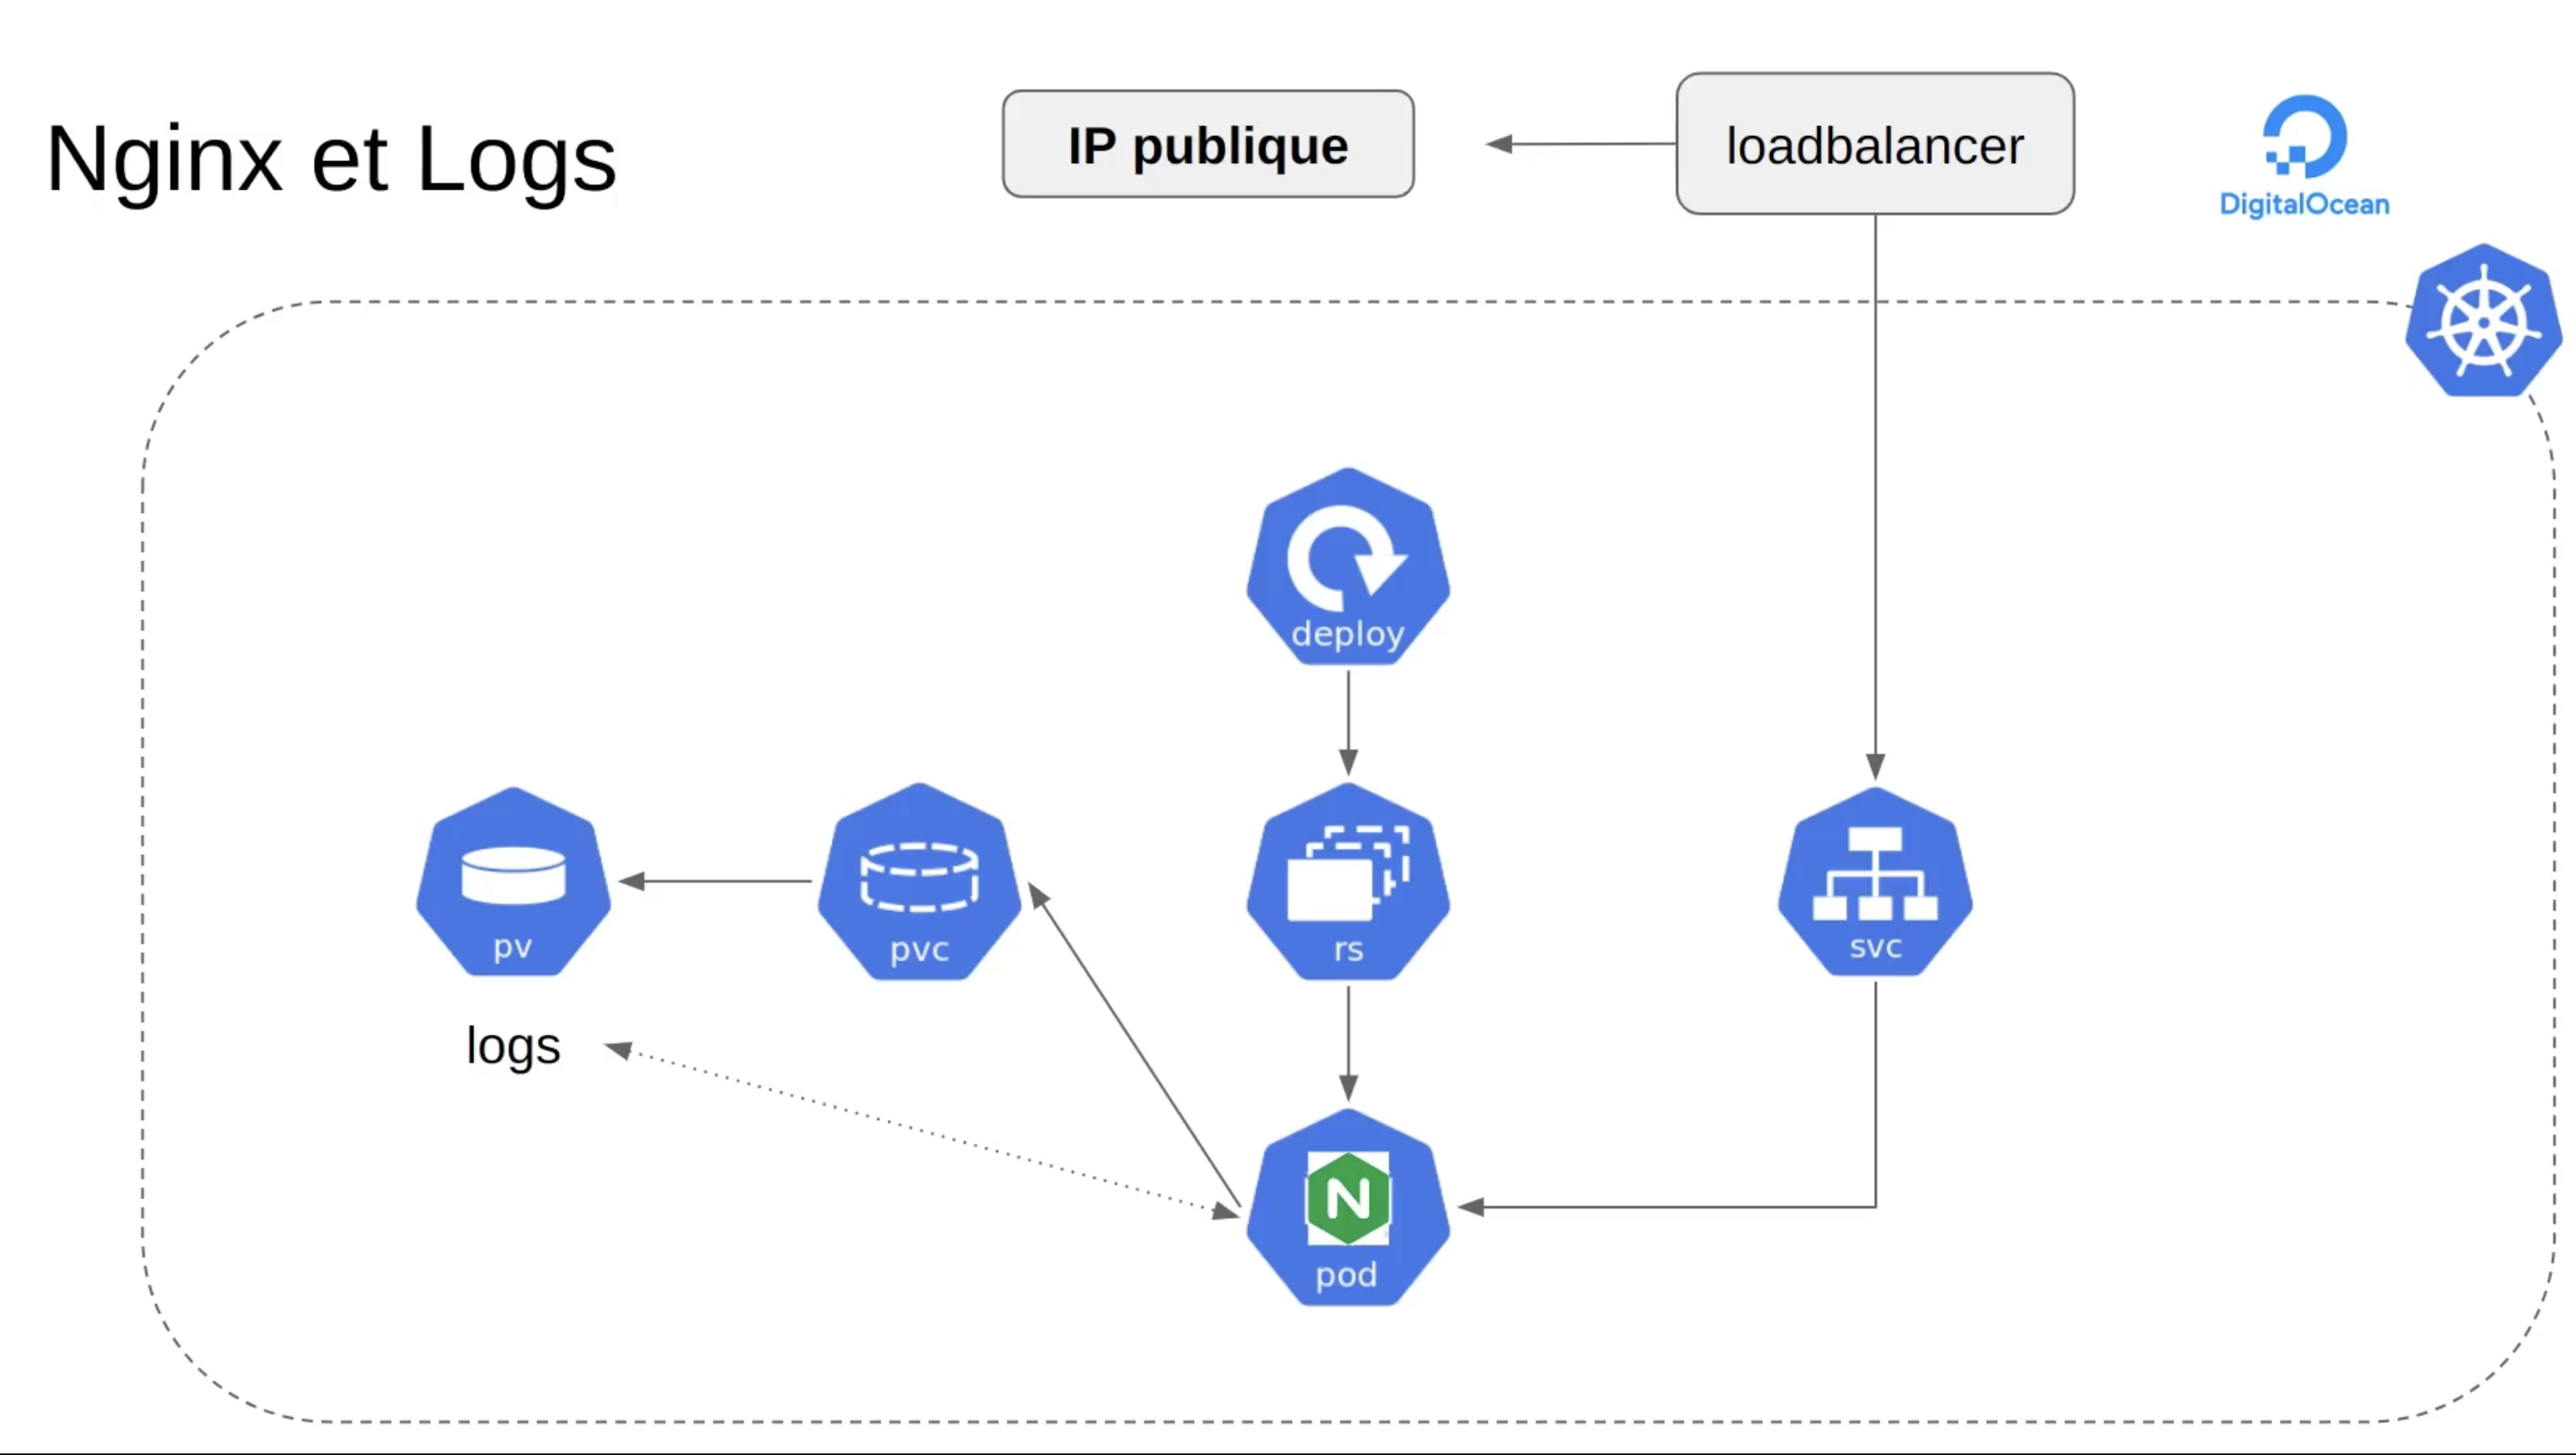 Nginx et Logs
IP publique
loadbalancer
DigitalOcean
deploy
pv
pvc
rs
svc
logs
N
pod